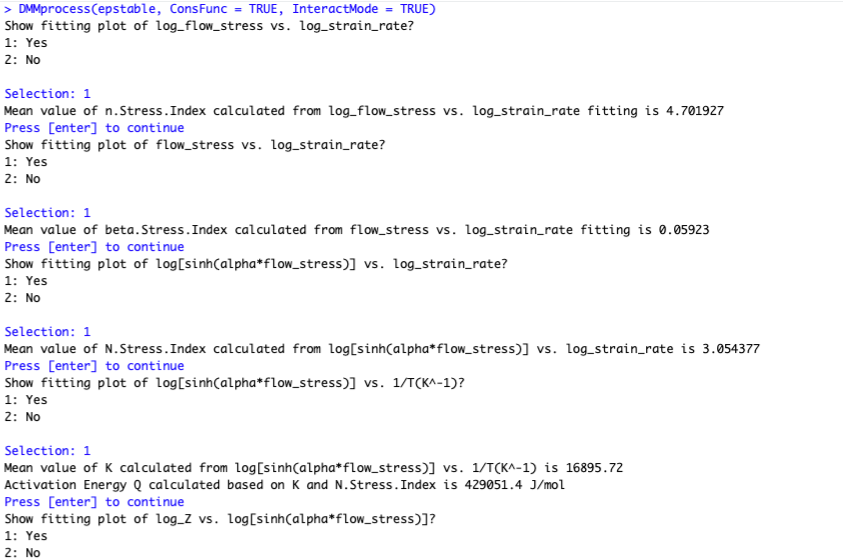 > DMMprocess(epstable, ConsFunc = TRUE, InteractMode = TRUE)
Show fitting plot of log_flow_stress vs. log_strain_rate?
1: Yes
2: No
Selection: 1
Mean value of n.Stress.Index calculated from log_flow_stress vs. log_strain_rate fitting is 4.701927
Press [enter] to continue
Show fitting plot of flow_stress vs. log_strain_rate?
1: Yes
2: No
Selection: 1
Mean value of beta.Stress.Index calculated from flow_stress vs. log_strain_rate fitting is 0.05923
Press [enter] to continue
Show fitting plot of log[sinh(alpha*flow_stress)] vs. log_strain_rate?
1: Yes
2: No
Selection: 1
Mean value of N.Stress.Index calculated from log[sinh(alpha*flow_stress)] vs. log_strain_rate is 3.054377
Press [enter] to continue
Show fitting plot of log[sinh(alpha*flow_stress)] vs. 1/T(K^-1)?
1: Yes
2: No
Selection: 1
Mean value of K calculated from log[sinh(alpha*flow_stress)] vs. 1/T(K^-1) is 16895.72
Activation Energy Q calculated based on K and N.Stress.Index is 429051.4 J/mol
Press [enter] to continue
Show fitting plot of log_Z vs. log[sinh(alpha*flow_stress)]?
1: Yes
2: No